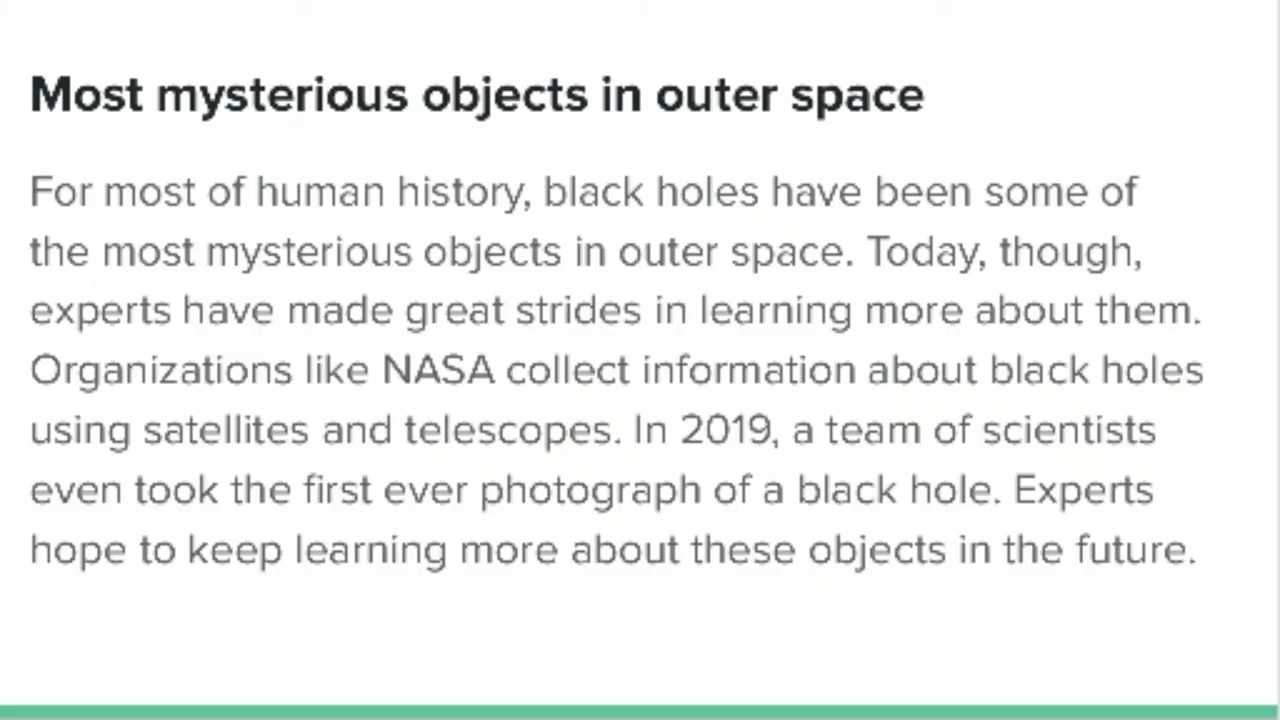 Most mysterious objects in outer space
For most of human history, black holes have been some of
the most mysterious objects in outer space. Today, though,
experts have made great strides in learning more about them.
Organizations like NASA collect information about black holes
using satellites and telescopes. In 2019, a team of scientists
even took the first ever photograph of a black hole. Experts
hope to keep learning more about these objects in the future.